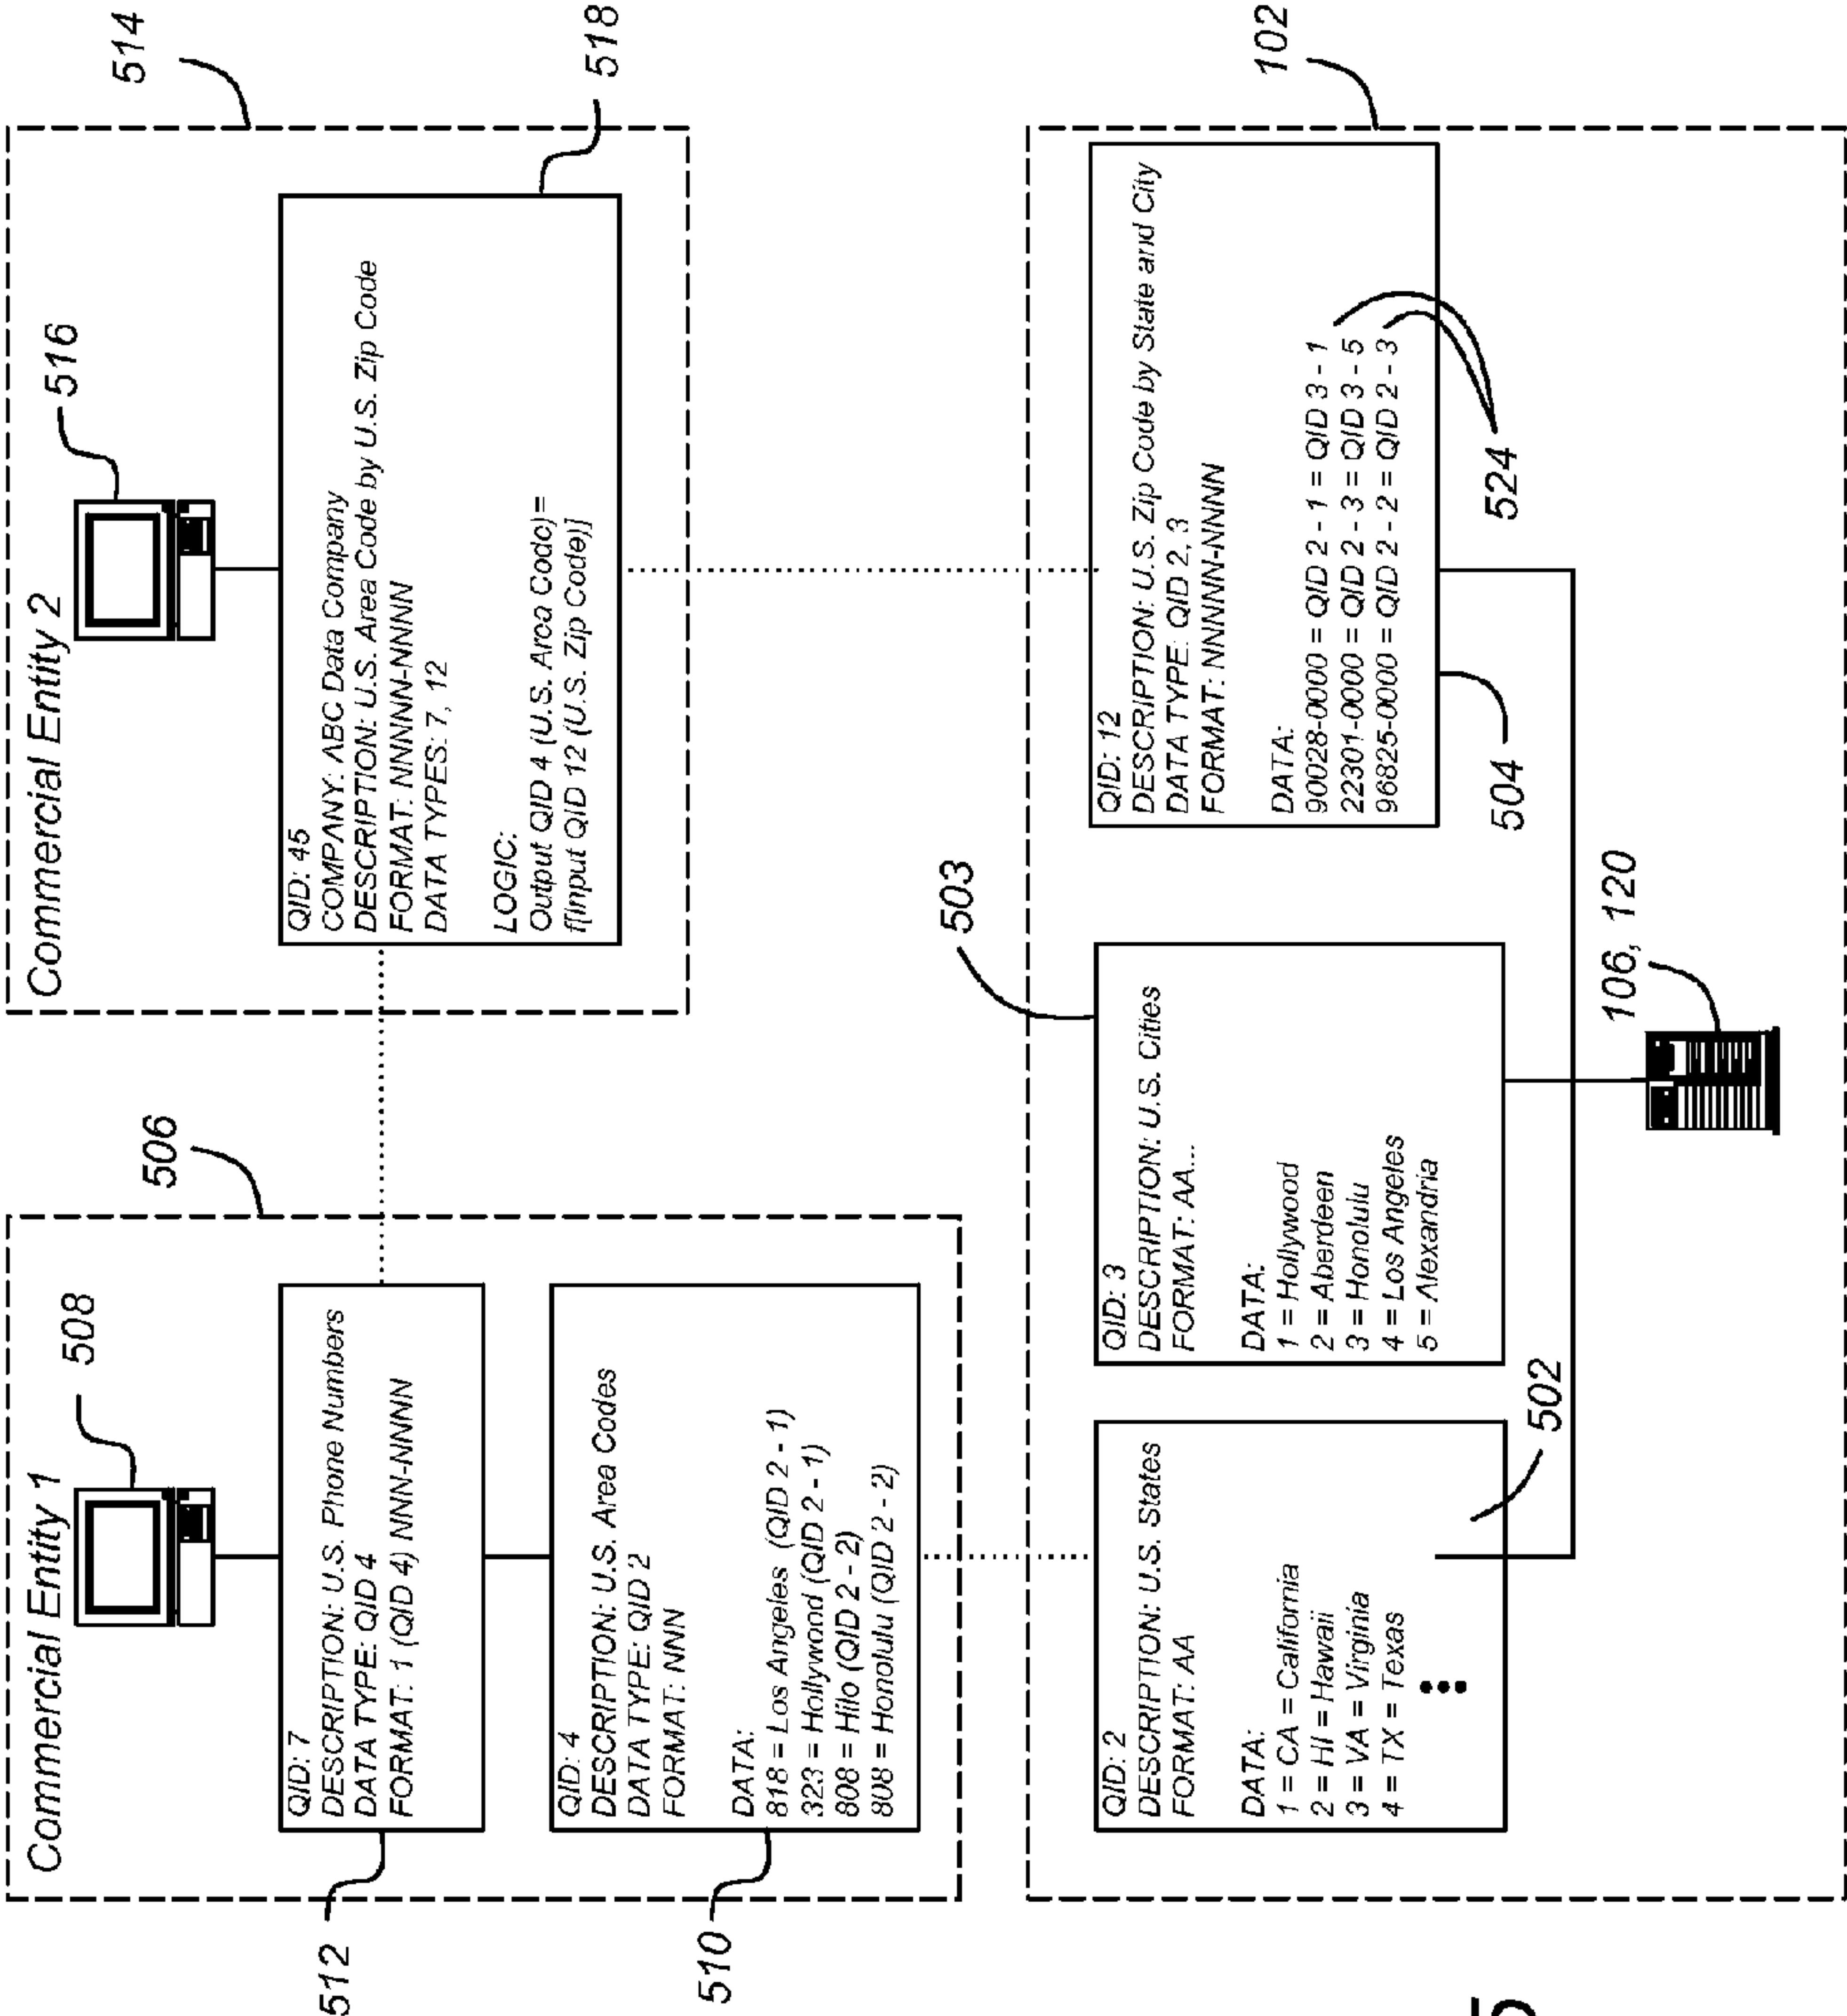 Commercial Entity 1
508
506
512
QID: 7
DESCRIPTION: U.S. Phone Numbers
DATA TYPE: QID 4
FORMAT: 1 (QID 4) NNN-NNNN
510
QID: 4
DESCRIPTION: U.S. Area Codes
DATA TYPE: QID 2
FORMAT: NNN
DATA:
818 = Los Angeles (QID 2 - 1)
323 = Hollywood (QID 2 - 1)
808 = Hilo (QID 2 - 2)
808 = Honolulu (QID 2 - 2)
Commercial Entity 2
516
514
518
QID: 45
COMPANY: ABC Data Company
DESCRIPTION: U.S. Area Code by U.S. Zip Code
FORMAT: NNNNN-NNNN
DATA TYPES: 7, 12
LOGIC:
Output QID 4 (U.S. Area Code)=
f[Input QID 12 (U.S. Zip Code)]
QID: 2
DESCRIPTION: U.S. States
FORMAT: AA
DATA:
1 = CA = California
2 = HI = Hawaii
3 = VA = Virginia
4 = TX = Texas
502
503
QID: 3
DESCRIPTION: U.S. Cities
FORMAT: AA...
DATA:
1 = Hollywood
2 = Aberdeen
3 = Honolulu
4 = Los Angeles
5 = Alexandria
102
QID: 12
DESCRIPTION: U.S. Zip Code by State and City
DATA TYPE: QID 2, 3
FORMAT: NNNNN-NNNN
DATA:
90028-0000 = QID 2 - 1 = QID 3 - 1
22301-0000 = QID 2 - 3 = QID 3 - 5
96825-0000 = QID 2 - 2 = QID 2 - 3
504
524
106, 120
5